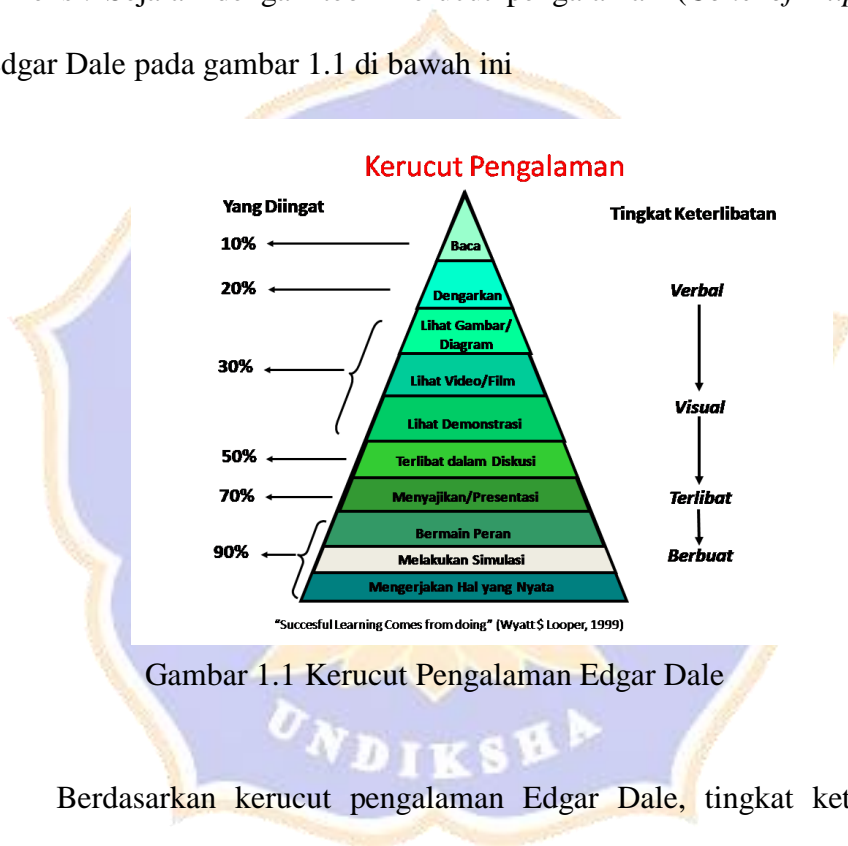 Edgar Dale pada gambar 1.1 di bawah ini
Kerucut Pengalaman
Yang Diingat
Tingkat Keterlibatan
10%
Baca
20%
Dengarkan
Verbal
Lihat Gambar/
Diagram
30%
Lihat Video/Film
Visual
Lihat Demonstrasi
50%
Terlibat dalam Diskusi
70%
Menyajikan/Presentasi
Terlibat
Bermain Peran
90%
Melakukan Simulasi
Berbuat
Mengerjakan Hal yang Nyata
“Succesful Learning Comes from doing” (Wyatt $ Looper, 1999)
Gambar 1.1 Kerucut Pengalaman Edgar Dale
UNDIKSHA
Berdasarkan kerucut pengalaman Edgar Dale, tingkat